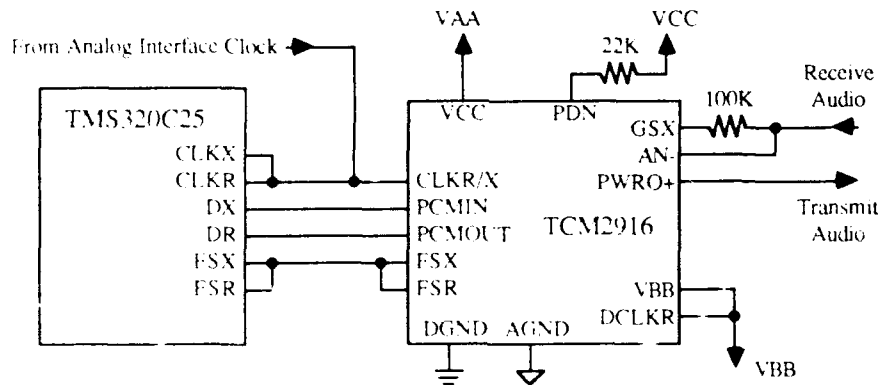 VAA
VCC
From Analog Interface Clock
22K
Receive
Audio
TMS320C25
VCC
PDN
100K
GSX
AN-
CLKX
CLKR
CLKR/X
PWRO+
DX
PCMIN
Transmit
Audio
DR
PCMOUT
TCM2916
FSX
FSX
FSR
FSR
VBB
DCLKR
DGND
AGND
VBB